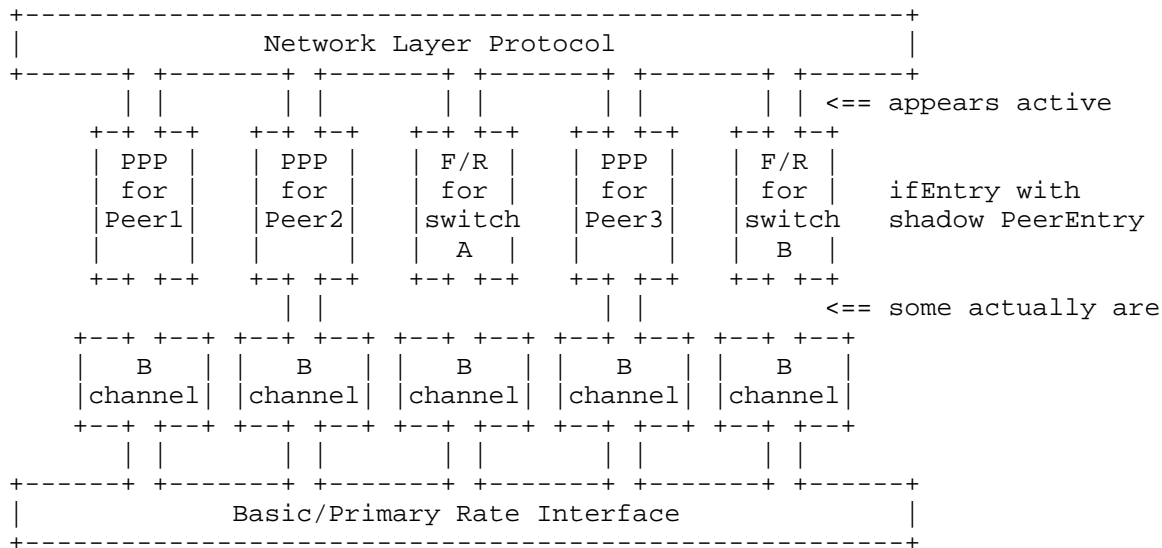 Network Layer Protocol
<== appears active
PPP PPP F/R PPP F/R
for for for for for ifEntry with
Peer1 Peer2 switch Peer3 switch shadow PeerEntry
A B
<== some actually are
B B B B B
channel channel channel channel channel
Basic/Primary Rate Interface